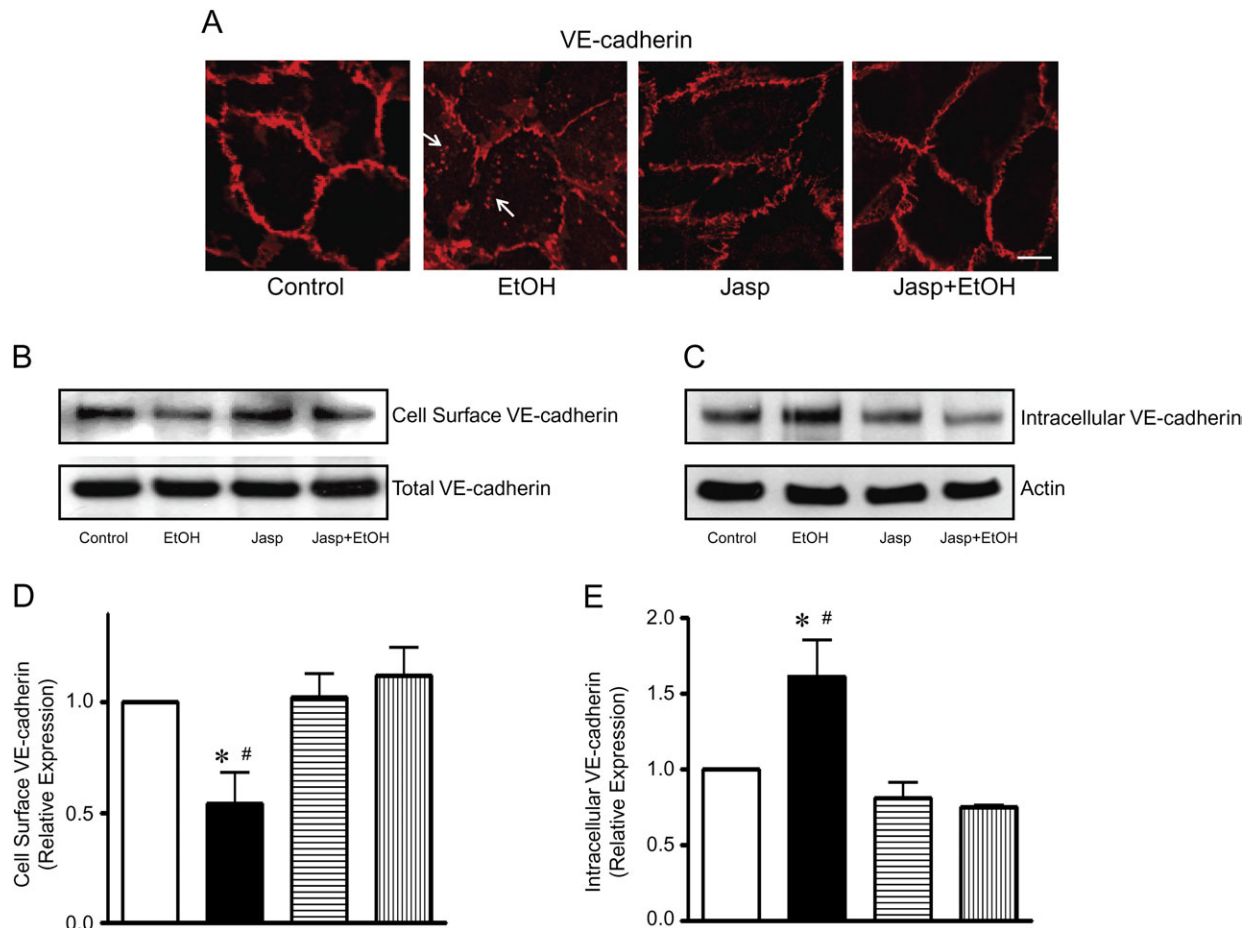 A
VE-cadherin
Control EtOH Jasp Jasp+EtOH
B
Cell Surface VE-cadherin
Total VE-cadherin
Control EtOH Jasp Jasp+EtOH
C
Intracellular VE-cadherin
Actin
Control EtOH Jasp Jasp+EtOH
D
Cell Surface VE-cadherin
(Relative Expression)
1.0
0.5
0.0
* #
E
Intracellular VE-cadherin
(Relative Expression)
2.0
1.5
1.0
0.5
0.0
* #